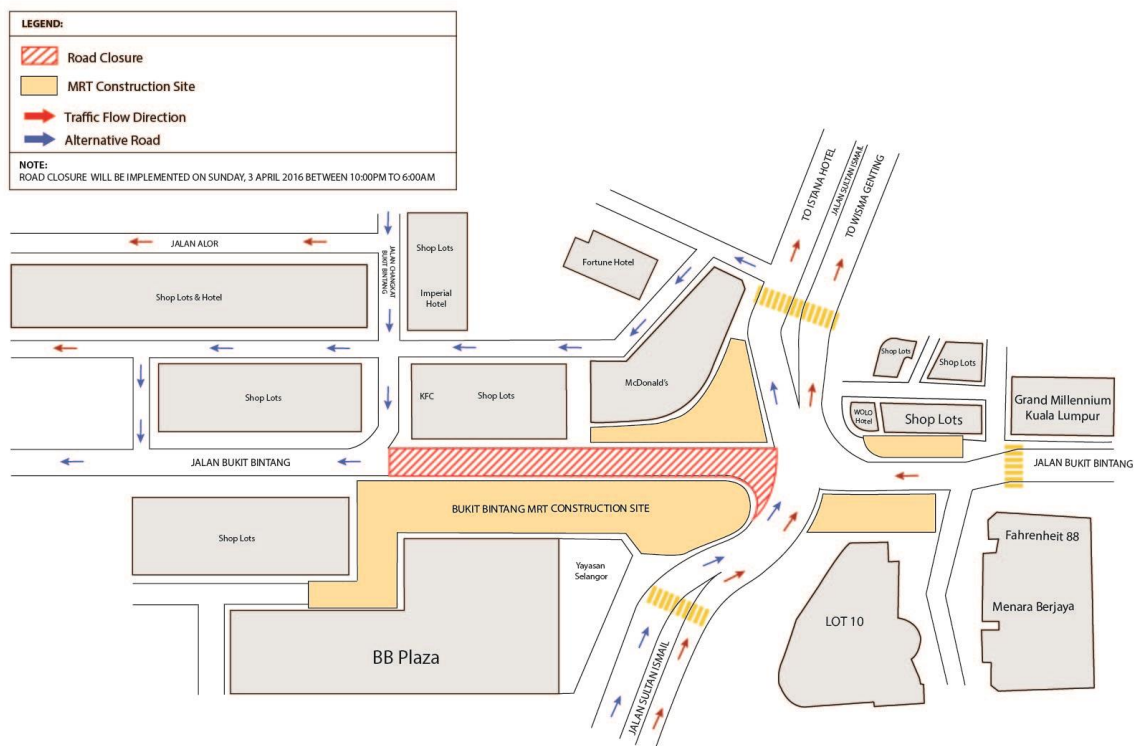 LEGEND:
Road Closure
MRT Construction Site
Traffic Flow Direction
Alternative Road
NOTE:
ROAD CLOSURE WILL BE IMPLEMENTED ON SUNDAY, 3 APRIL 2016 BETWEEN 10:00PM TO 6:00AM
TO ISTANA HOTEL
JALAN SULTAN ISMAIL
TO WISMA GENTING
JALAN ALOR
JALAN CHANGKAT
BUKIT BINTANG
Shop Lots
Imperial
Hotel
Fortune Hotel
Shop Lots & Hotel
McDonald's
Shop Lots
KFC
Shop Lots
Shop Lots
Shop Lots
WOLO
Hotel
Shop Lots
Grand Millennium
Kuala Lumpur
JALAN BUKIT BINTANG
JALAN BUKIT BINTANG
BUKIT BINTANG MRT CONSTRUCTION SITE
Shop Lots
Yayasan
Selangor
Fahrenheit 88
Menara Berjaya
LOT 10
BB Plaza
JALAN SULTAN ISMAIL